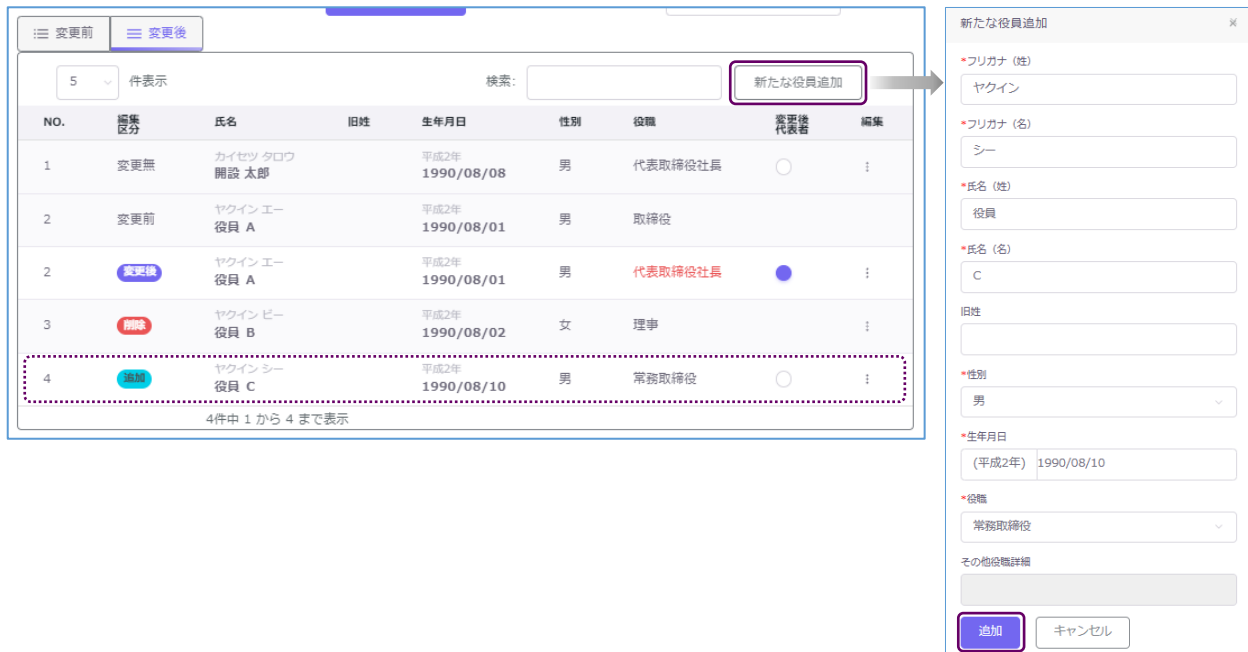 変更前
変更後
5 件表示
検索:
新たな役員追加
NO. 編集区分 氏名 旧姓 生年月日 性別 役職 変更後代表者 編集
カイセツ タロウ 平成2年
1 変更無 開設 太郎 1990/08/08 男 代表取締役社長
ヤクイン エー 平成2年
2 変更前 役員 A 1990/08/01 男 取締役
ヤクイン エー 平成2年
2 変更後 役員 A 1990/08/01 男 代表取締役社長
ヤクイン ビー 平成2年
3 削除 役員 B 1990/08/02 女 理事
ヤクイン シー 平成2年
4 追加 役員 C 1990/08/10 男 常務取締役
4件中 1 から 4 まで表示
新たな役員追加
*フリガナ（姓）
ヤクイン
*フリガナ（名）
シー
*氏名（姓）
役員
*氏名（名）
C
旧姓
*性別
男
*生年月日
(平成2年) 1990/08/10
*役職
常務取締役
その他役職詳細
追加 キャンセル